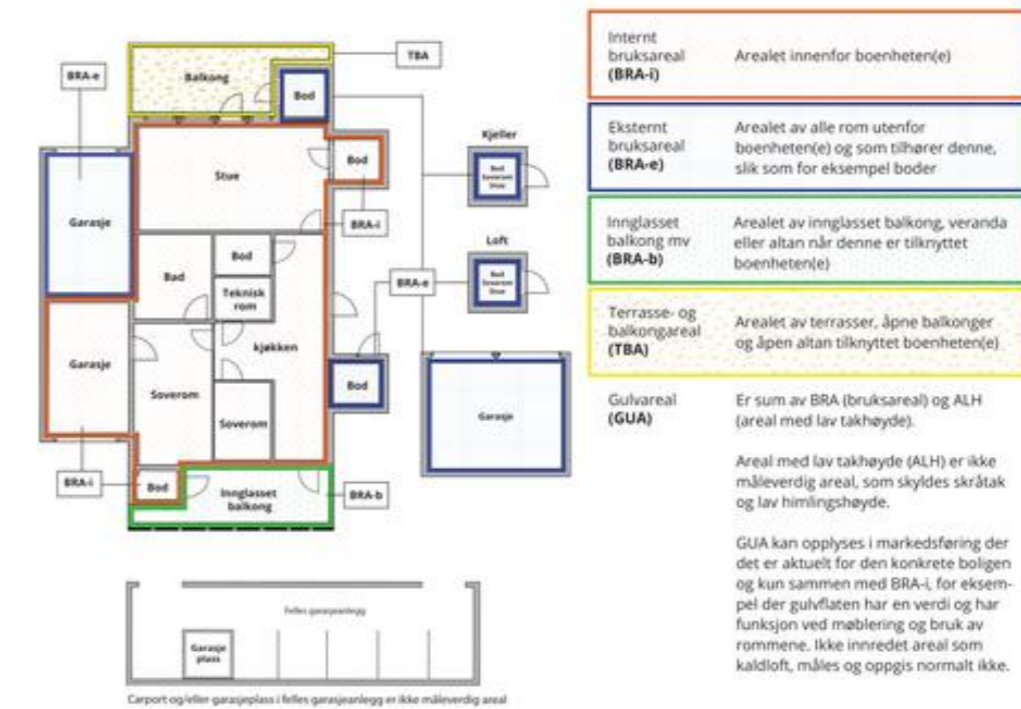 TBA
BRA-e
Balkong
Bod
Kjeller
Stue
Bod
Bod
Soverom
Stue
Garasje
BRA-i
Loft
Bad
Bod
BRA-e
Bod
Soverom
Stue
Teknisk
rom
kjøkken
Garasje
Bod
Soverom
Soverom
Garasje
BRA-i
Bod
Innglasset
balkong
BRA-b
Felles garasjeanlegg
Garasje
plass
Carport og/eller garasjeplass i felles garasjeanlegg er ikke måleverdig areal
Internt
bruksareal
(BRA-i)
Arealet innenfor boenheten(e)
Eksternt
bruksareal
(BRA-e)
Arealet av alle rom utenfor
boenheten(e) og som tilhører denne,
slik som for eksempel boder
Innglasset
balkong mv
(BRA-b)
Arealet av innglasset balkong, veranda
eller altan når denne er tilknyttet
boenheten(e)
Terrasse- og
balkongareal
(TBA)
Arealet av terrasser, åpne balkonger
og åpen altan tilknyttet boenheten(e)
Gulvareal
(GUA)
Er sum av BRA (bruksareal) og ALH
(areal med lav takhøyde).
Areal med lav takhøyde (ALH) er ikke
måleverdig areal, som skyldes skråtak
og lav himlingshøyde.
GUA kan opplyses i markedsføring der
det er aktuelt for den konkrete boligen
og kun sammen med BRA-i, for eksem-
pel der gulvflaten har en verdi og har
funksjon ved møblering og bruk av
rommene. Ikke innredet areal som
kaldloft, måles og oppgis normalt ikke.